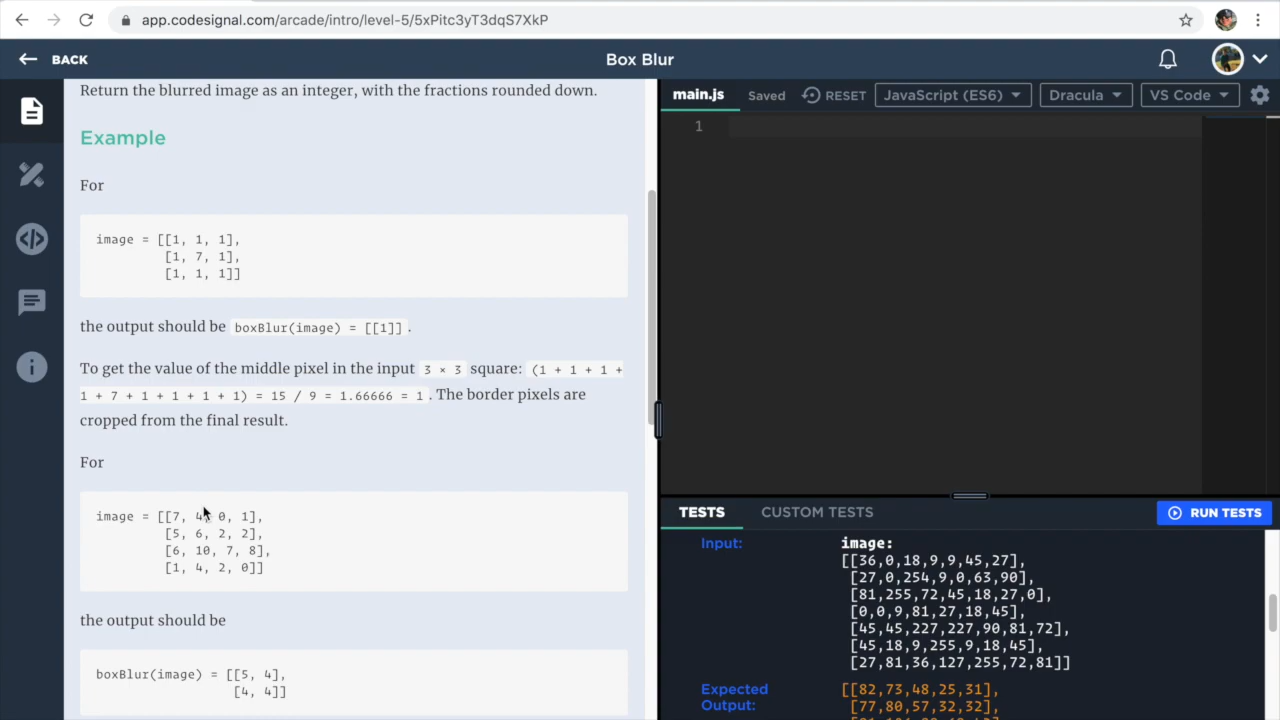 app.codesignal.com/arcade/intro/level-5/5xPitc3yT3dqS7XkP
BACK
Box Blur
Return the blurred image as an integer, with the fractions rounded down.
Example
For
image = [[1, 1, 1],
[1, 7, 1],
[1, 1, 1]]
the output should be boxBlur(image) = [[1]] .
To get the value of the middle pixel in the input 3 × 3 square: (1 + 1 + 1 +
1 + 7 + 1 + 1 + 1 + 1) = 15 / 9 = 1.66666 = 1 . The border pixels are
cropped from the final result.
For
image = [[7, 4, 0, 1],
[5, 6, 2, 2],
[6, 10, 7, 8],
[1, 4, 2, 0]]
the output should be
boxBlur(image) = [[5, 4],
[4, 4]]
main.js Saved RESET JavaScript (ES6) Dracula VS Code
1
TESTS CUSTOM TESTS RUN TESTS
Input: image:
[[36,0,18,9,9,45,27],
[27,0,254,9,0,63,90],
[81,255,72,45,18,27,0],
[0,0,9,81,27,18,45],
[45,45,227,227,90,81,72],
[45,18,9,255,9,18,45],
[27,81,36,127,255,72,81]]
Expected [[82,73,48,25,31],
Output: [77,80,57,32,32],